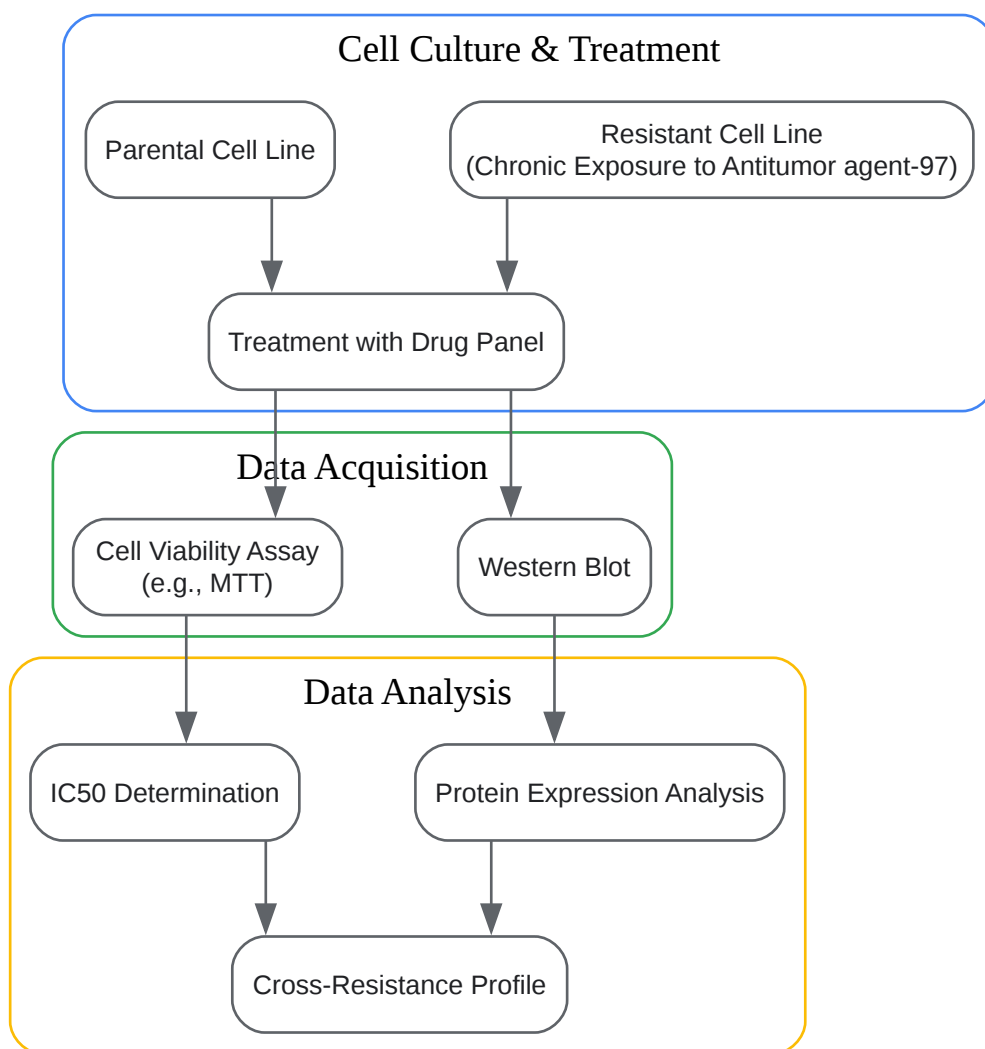 Cell Culture & Treatment
Parental Cell Line
Resistant Cell Line
(Chronic Exposure to Antitumor agent-97)
Treatment with Drug Panel
Data Acquisition
Cell Viability Assay
(e.g., MTT)
Western Blot
Data Analysis
IC50 Determination
Protein Expression Analysis
Cross-Resistance Profile